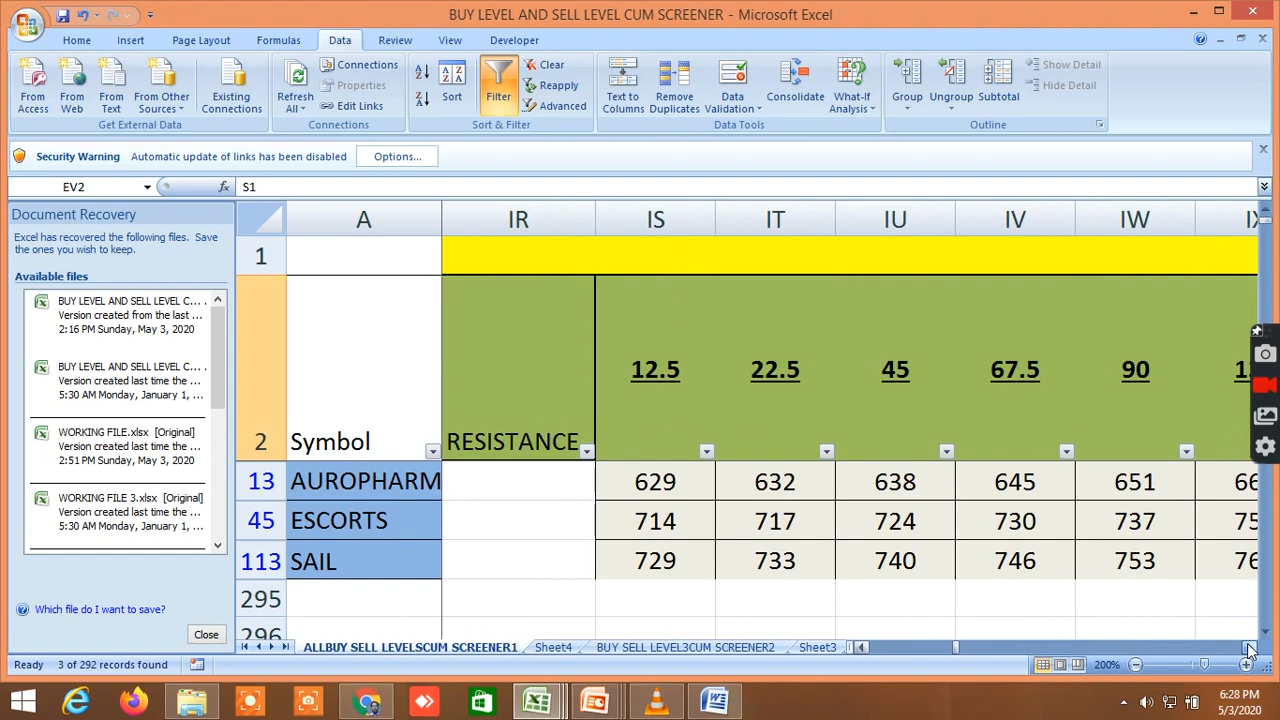 BUY LEVEL AND SELL LEVEL CUM SCREENER - Microsoft Excel
Home Insert Page Layout Formulas Data Review View Developer
From Access
From Web
From Text
From Other Sources
Existing Connections
Get External Data
Refresh All
Connections
Properties
Edit Links
Connections
Sort
Filter
Clear
Reapply
Advanced
Sort & Filter
Text to Columns
Remove Duplicates
Data Validation
Consolidate
What-If Analysis
Data Tools
Group
Ungroup
Subtotal
Show Detail
Hide Detail
Outline
Security Warning Automatic update of links has been disabled Options...
EV2 fx S1
Document Recovery
Excel has recovered the following files. Save
the ones you wish to keep.
Available files
BUY LEVEL AND SELL LEVEL C...
Version created from the last ...
2:16 PM Sunday, May 3, 2020
BUY LEVEL AND SELL LEVEL C...
Version created last time the ...
5:30 AM Monday, January 1, ...
WORKING FILE.xlsx [Original]
Version created last time the ...
2:51 PM Sunday, May 3, 2020
WORKING FILE 3.xlsx [Original]
Version created last time the ...
5:30 AM Monday, January 1, ...
Which file do I want to save?
Close
A IR IS IT IU IV IW IX
1
2 Symbol RESISTANCE 12.5 22.5 45 67.5 90
13 AUROPHARM 629 632 638 645 651 66
45 ESCORTS 714 717 724 730 737 75
113 SAIL 729 733 740 746 753 76
295
296
ALLBUY SELL LEVELSCUM SCREENER1 Sheet4 BUY SELL LEVEL3CUM SCREENER2 Sheet3
Ready 3 of 292 records found 200%
6:28 PM
5/3/2020